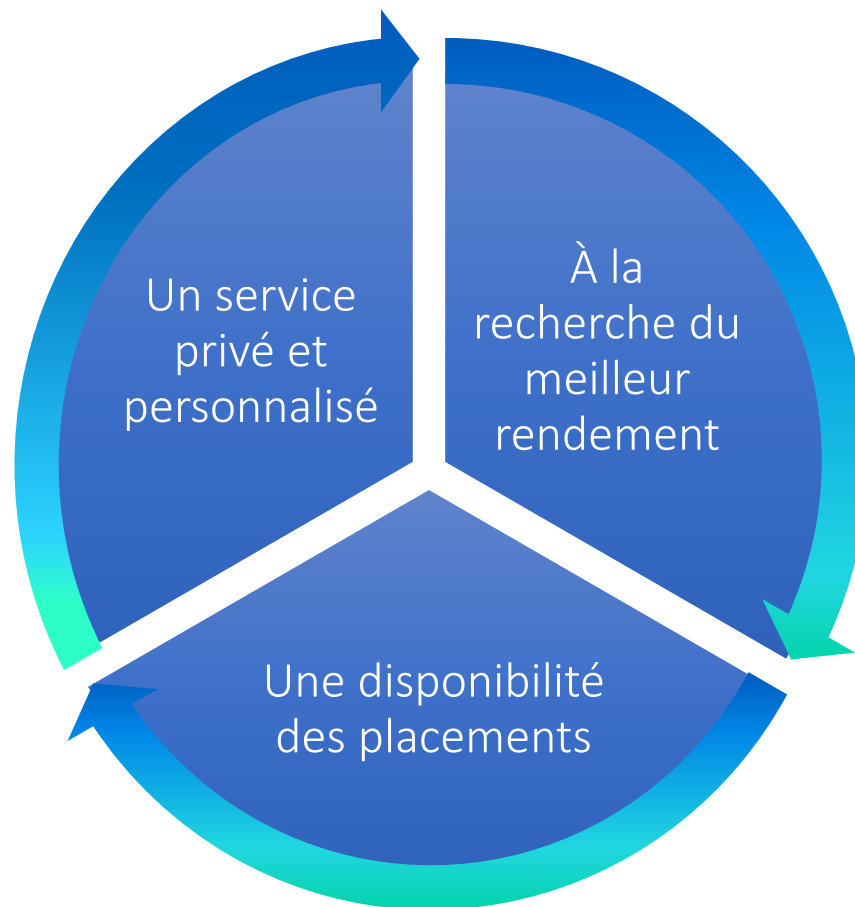 Un service
privé et
personnalisé
À la
recherche du
meilleur
rendement
Une disponibilité
des placements